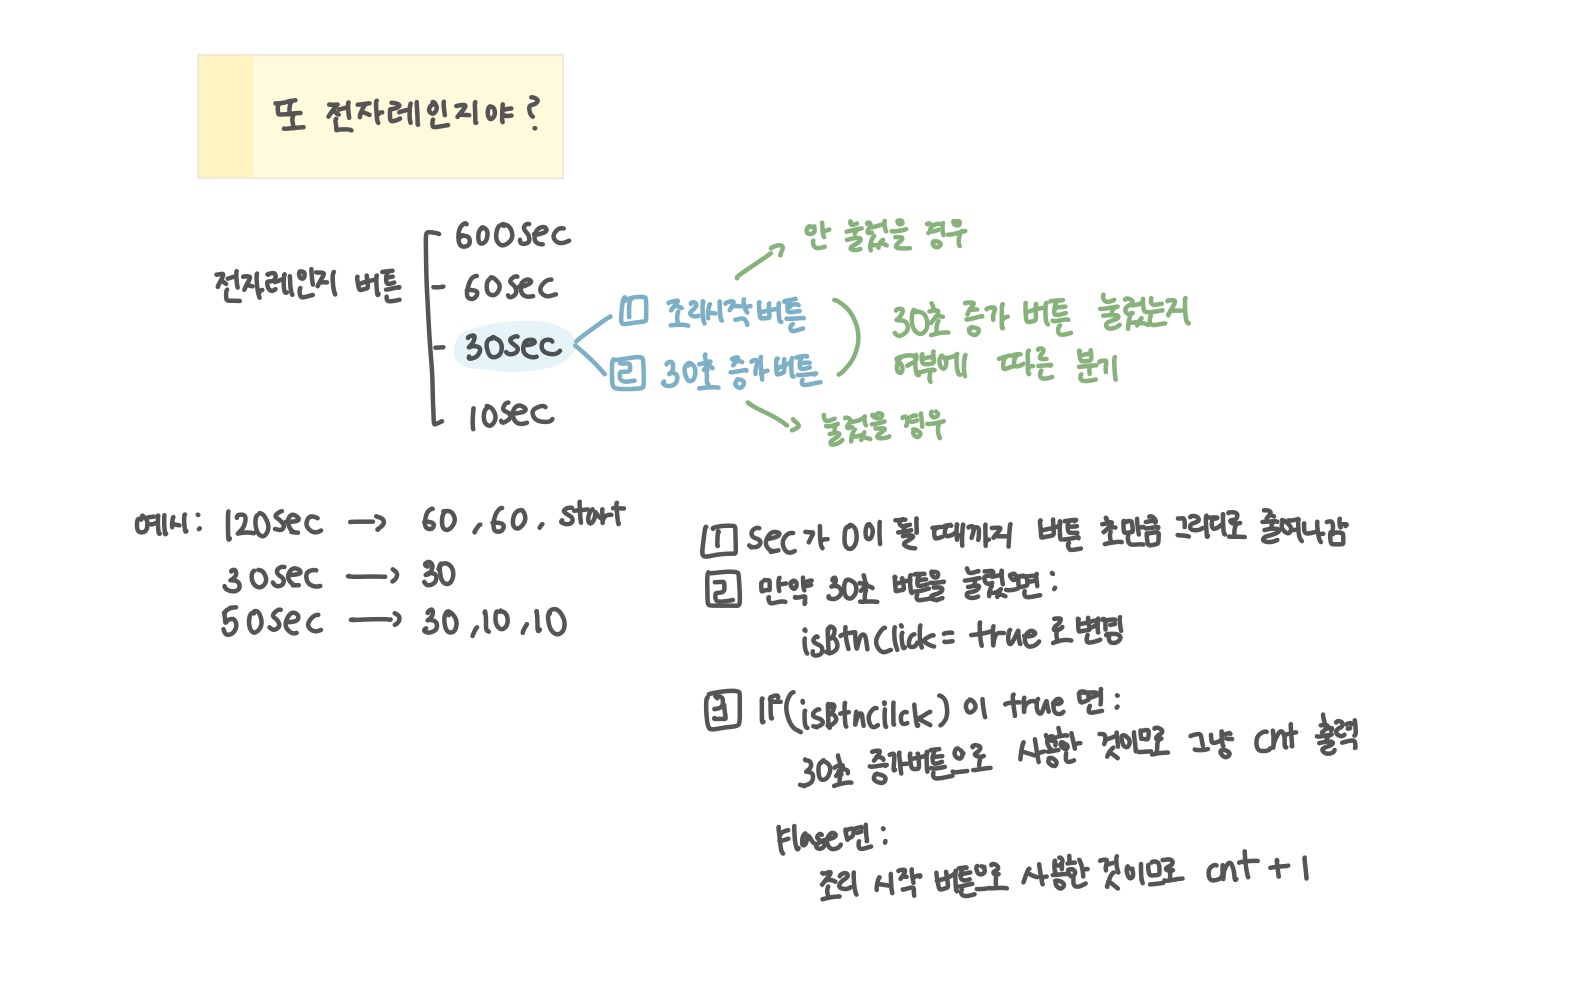 또 전자레인지야?
전자레인지 버튼
600sec
60sec
30sec
10sec
1 조리시작버튼
2 30초 증가버튼
안 눌렀을 경우
30초 증가 버튼 눌렀는지
여부에 따른 분기
눌렀을 경우
예시: 120sec → 60, 60, start
30sec → 30
50sec → 30, 10, 10
1 sec가 0이 될 때까지 버튼 초만큼 그리디로 줄여나감
2 만약 30초 버튼을 눌렀으면:
isBtnClick = true로 변경
3 IF(isBtnCilck)이 true면:
30초 증가버튼으로 사용한 것이므로 그냥 cnt 출력
Flase면:
조리 시작 버튼으로 사용한 것이므로 cnt + 1